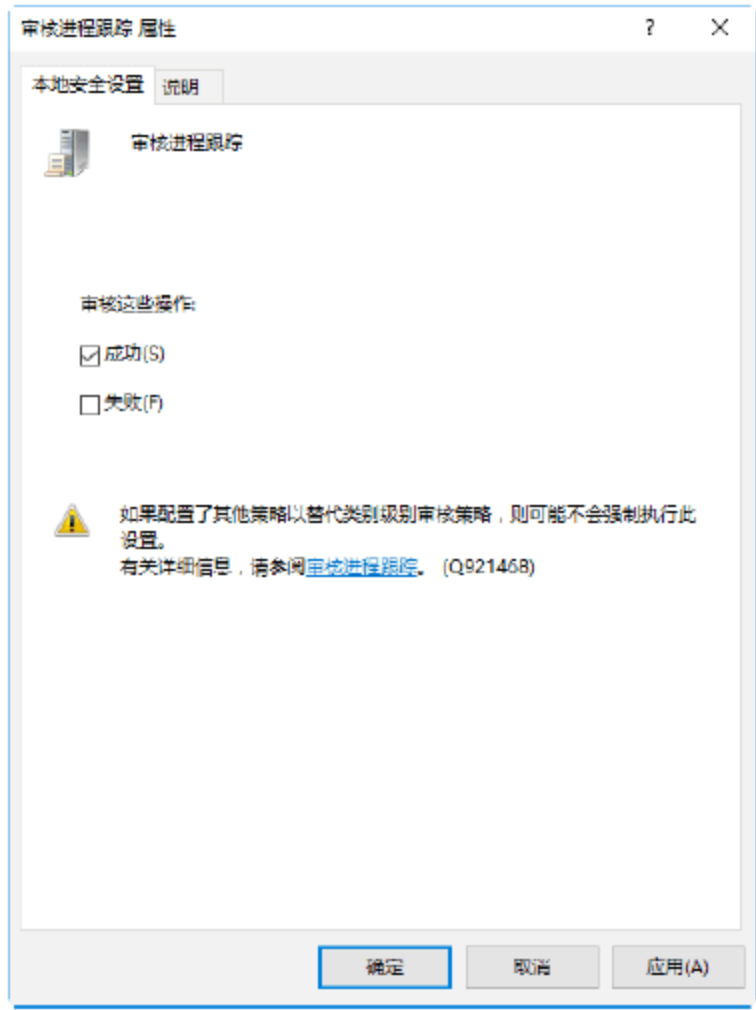 审核进程跟踪 属性
?
本地安全设置
说明
审核进程跟踪
审核这些操作:
成功(S)
失败(F)
如果配置了其他策略以替代类别级别审核策略，则可能不会强制执行此
设置。
有关详细信息，请参阅审核进程跟踪。 (Q921468)
确定
取消
应用(A)